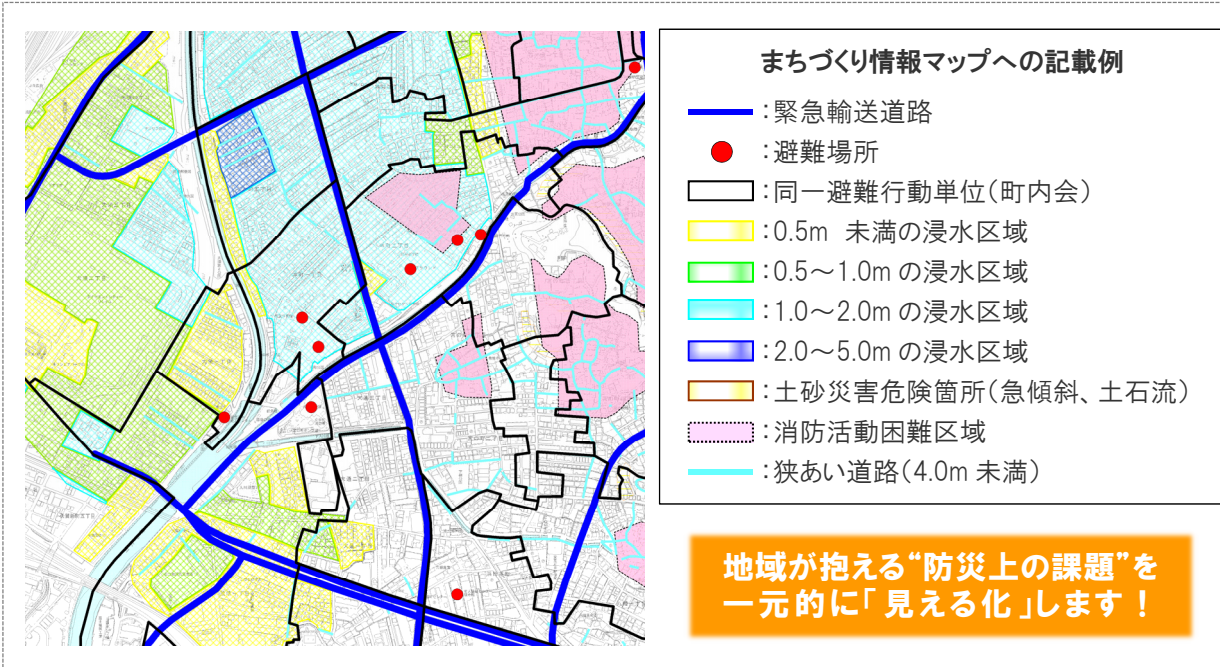 まちづくり情報マップへの記載例
：緊急輸送道路
：避難場所
：同一避難行動単位（町内会）
：0.5m 未満の浸水区域
：0.5～1.0m の浸水区域
：1.0～2.0m の浸水区域
：2.0～5.0m の浸水区域
：土砂災害危険箇所（急傾斜、土石流）
：消防活動困難区域
：狭あい道路（4.0m 未満）
地域が抱える“防災上の課題”を
一元的に「見える化」します！